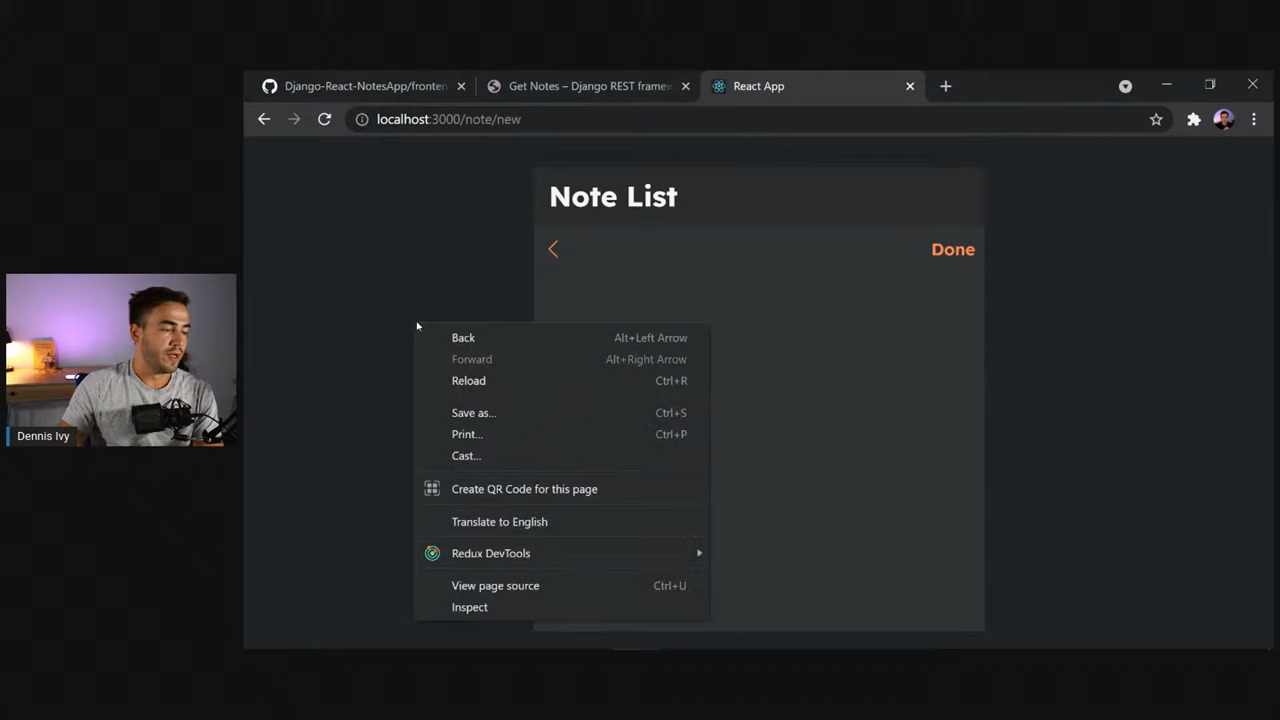 Django-React-NotesApp/fronten
Get Notes – Django REST framew
React App
localhost:3000/note/new
Note List
Done
Back Alt+Left Arrow
Forward Alt+Right Arrow
Reload Ctrl+R
Save as... Ctrl+S
Print... Ctrl+P
Cast...
Create QR Code for this page
Translate to English
Redux DevTools
View page source Ctrl+U
Inspect
Dennis Ivy